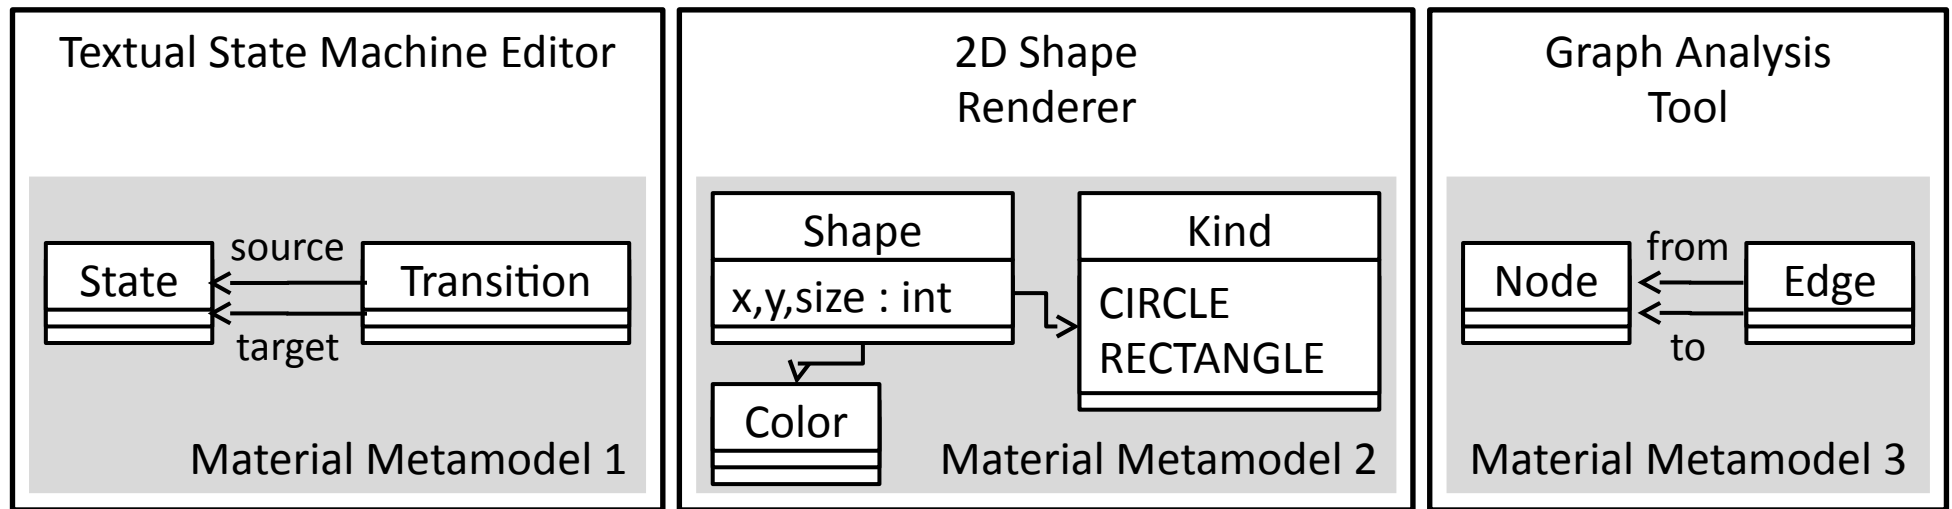 Textual State Machine Editor
State
source
target
Transition
Material Metamodel 1
2D Shape
Renderer
Shape
x,y,size : int
Kind
CIRCLE
RECTANGLE
Color
Material Metamodel 2
Graph Analysis
Tool
Node
from
to
Edge
Material Metamodel 3